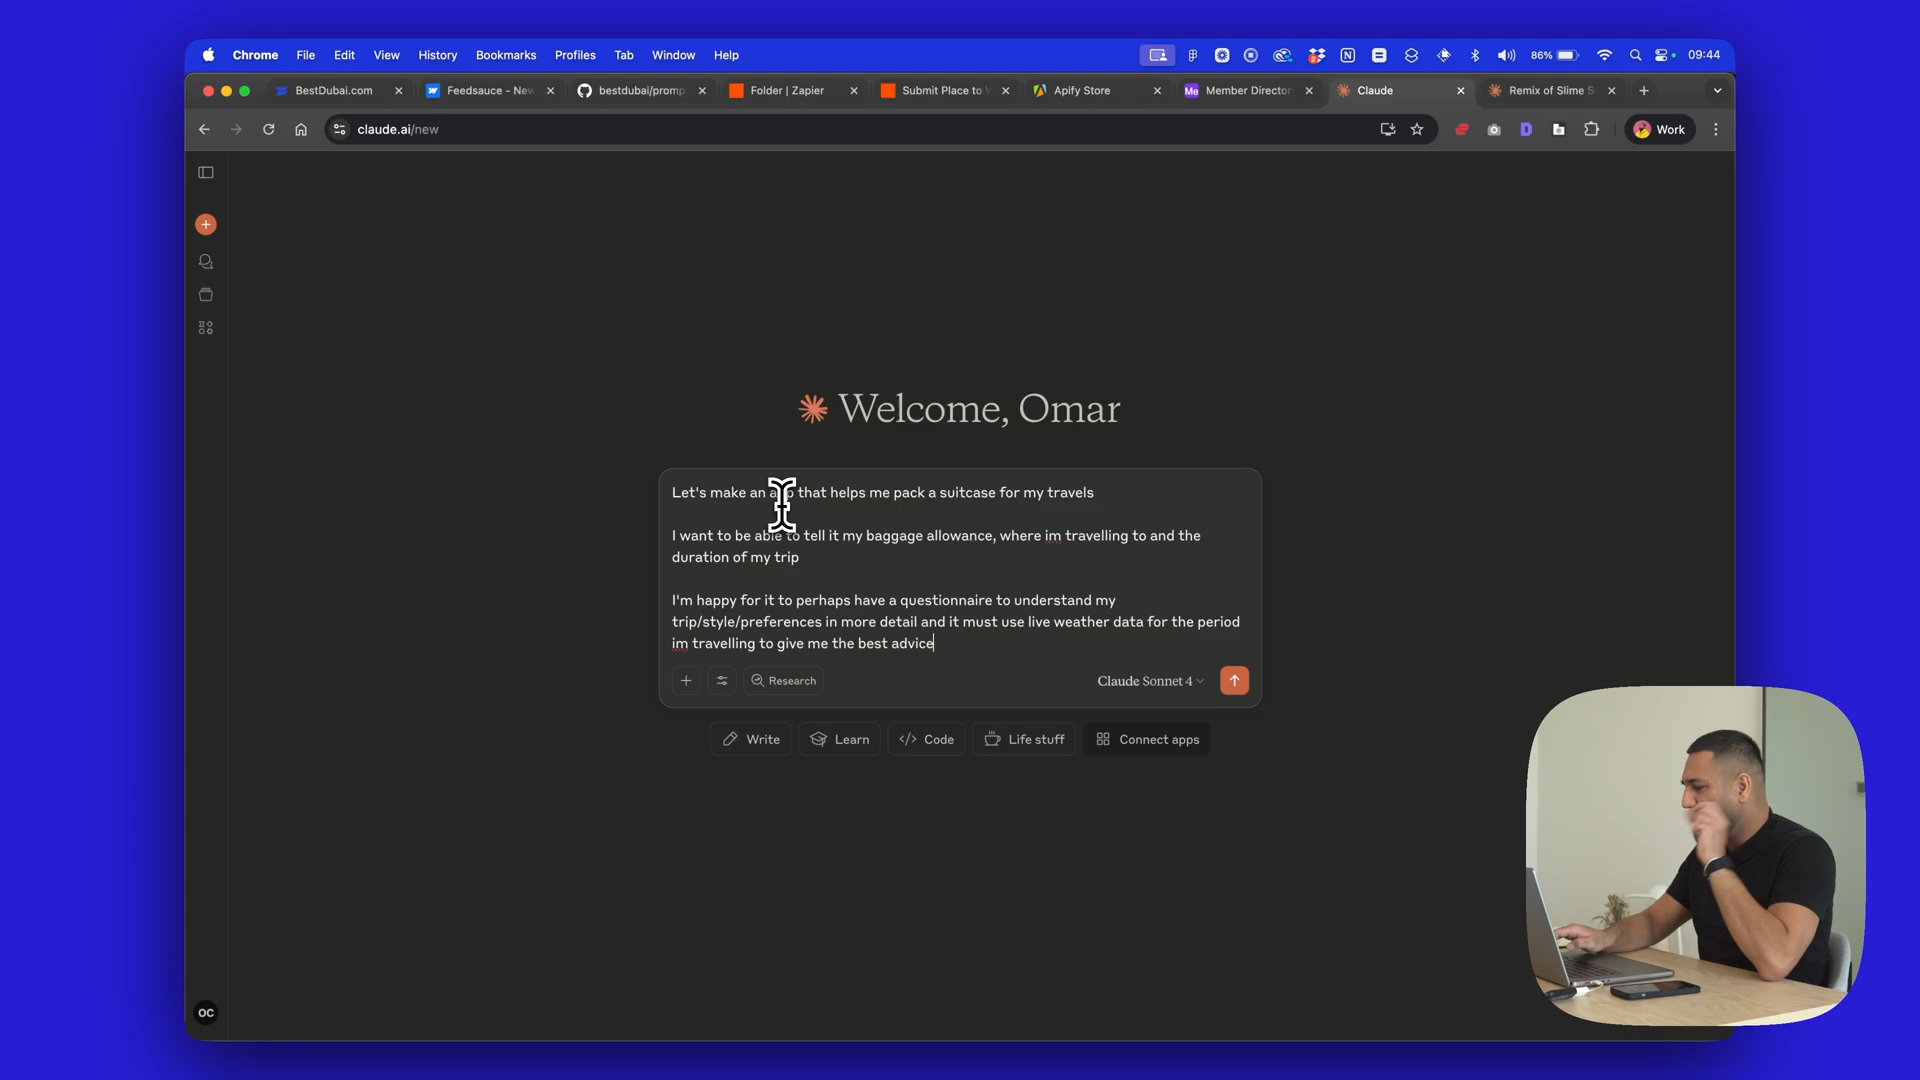 Chrome File Edit View History Bookmarks Profiles Tab Window Help 2 86% 09:44
BestDubai.com Feedsauce - New bestdubai/promp Folder | Zapier Submit Place to Apify Store Me Member Director Claude Remix of Slime S
claude.ai/new D Work
Welcome, Omar
Let's make an app that helps me pack a suitcase for my travels
I want to be able to tell it my baggage allowance, where im travelling to and the
duration of my trip
I'm happy for it to perhaps have a questionnaire to understand my
trip/style/preferences in more detail and it must use live weather data for the period
im travelling to give me the best advice
Research Claude Sonnet 4
Write Learn Code Life stuff Connect apps
OC